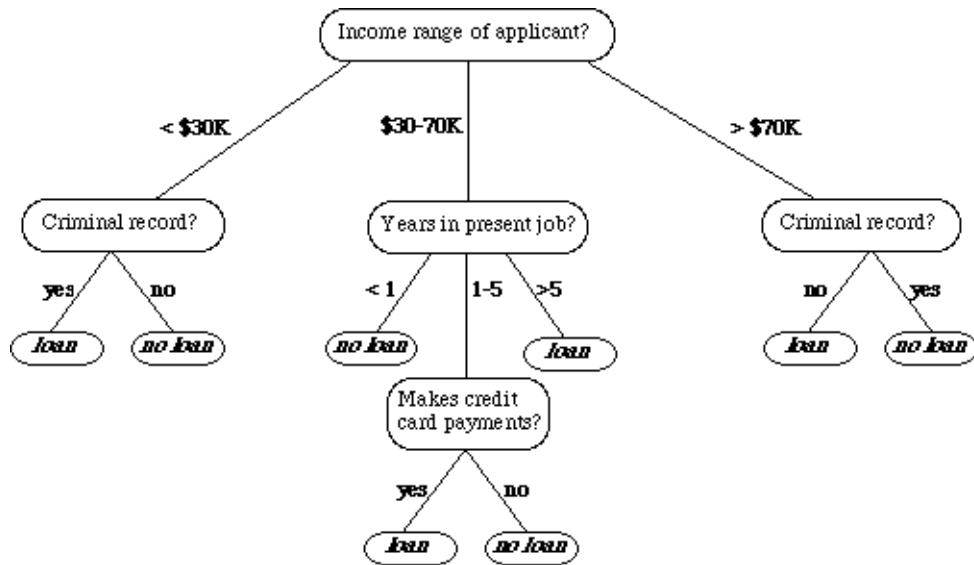 Income range of applicant?
< $30K
$30-70K
> $70K
Criminal record?
Years in present job?
Criminal record?
yes
no
< 1
1-5
>5
no
yes
loan
no loan
no loan
loan
loan
no loan
Makes credit
card payments?
yes
no
loan
no loan